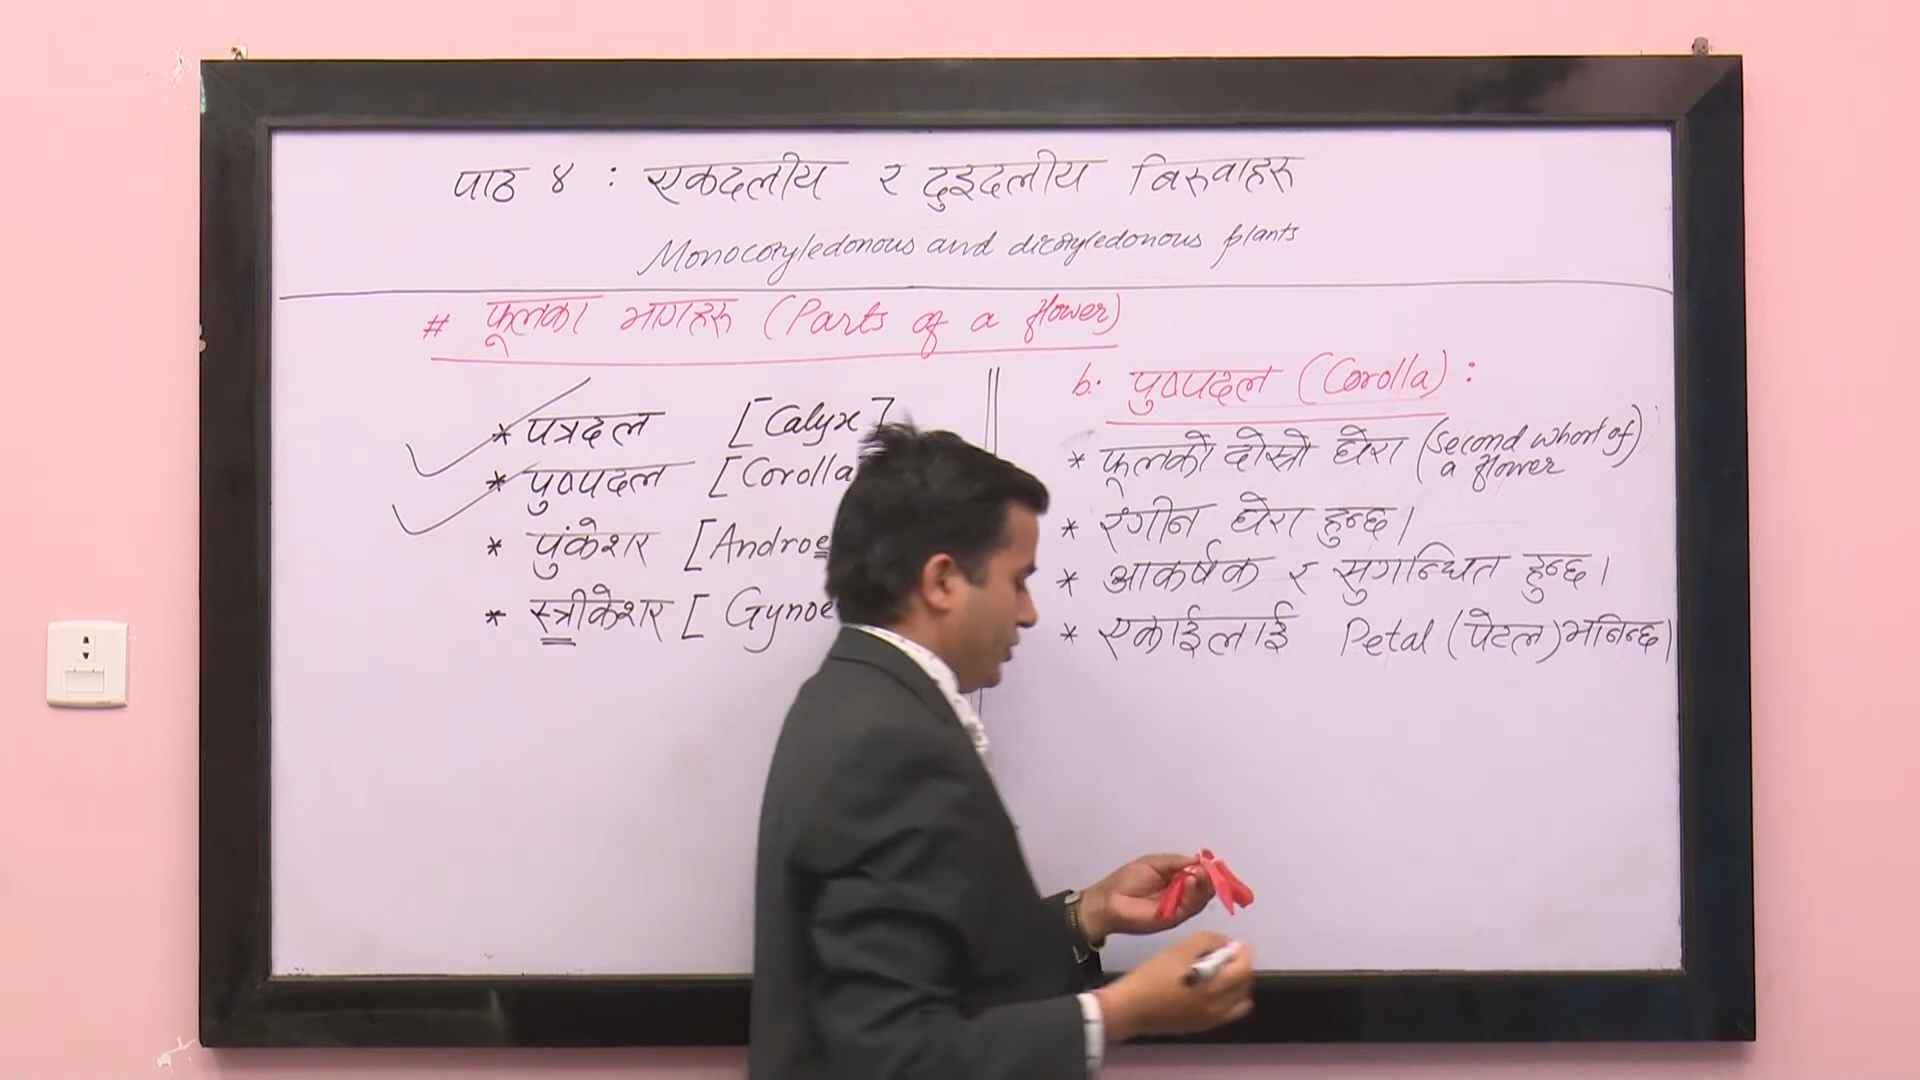 पाठ ४ : एकदलीय र दुइदलीय बिरुवाहरु
Monocotyledonous and dicotyledonous plants
# फूलका भागहरु (Parts of a flower)
* पत्रदल [Calyx]
* पुष्पदल [Corolla
* पुंकेशर [Androe
* स्त्रीकेशर [Gynoe
b. पुष्पदल (Corolla) :
* फूलको दोस्रो घेरा (Second whorl of a flower)
* रंगीन घेरा हुन्छ।
* आकर्षक र सुगन्धित हुन्छ।
* एकाईलाई Petal (पेटल) भनिन्छ।